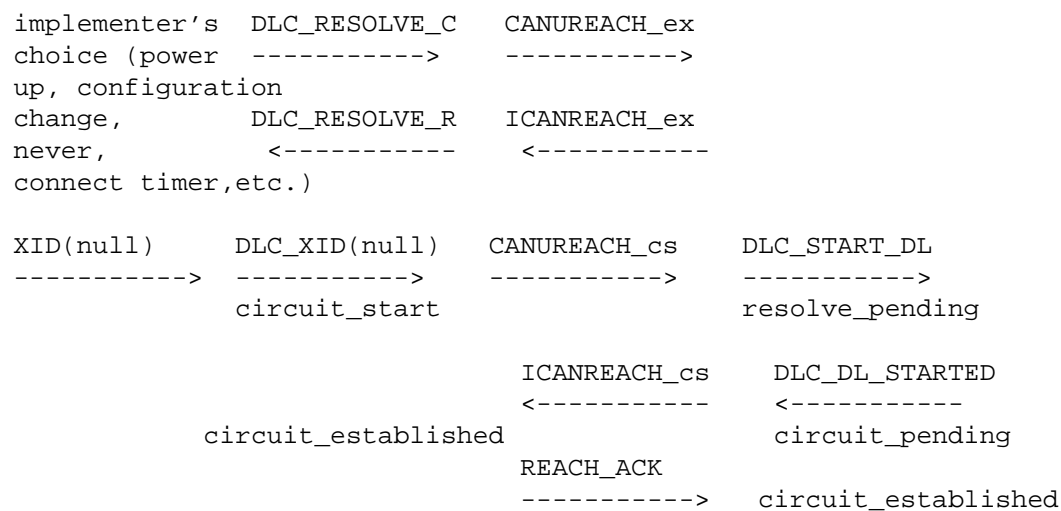 implementer's DLC_RESOLVE_C CANUREACH_ex
choice (power -----------> ----------->
up, configuration
change, DLC_RESOLVE_R ICANREACH_ex
never, <----------- <-----------
connect timer,etc.)
XID(null) DLC_XID(null) CANUREACH_cs DLC_START_DL
-----------> -----------> -----------> ----------->
circuit_start resolve_pending
ICANREACH_cs DLC_DL_STARTED
<----------- <-----------
circuit_established circuit_pending
REACH_ACK
-----------> circuit_established